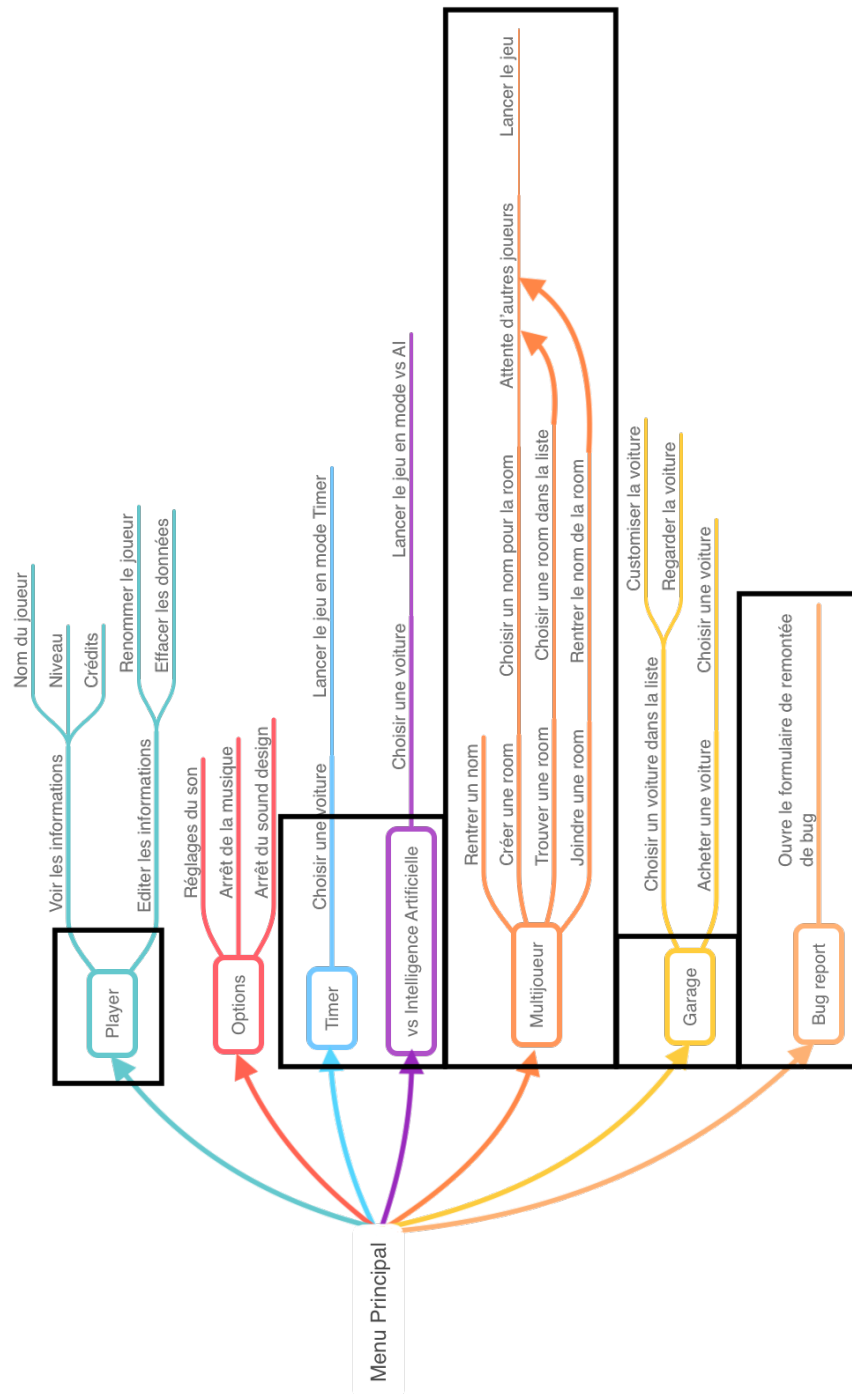 Menu Principal
Player
Voir les informations
Nom du joueur
Niveau
Crédits
Editer les informations
Renommer le joueur
Effacer les données
Options
Réglages du son
Arrêt de la musique
Arrêt du sound design
Timer
Choisir une voiture
Lancer le jeu en mode Timer
vs Intelligence Artificielle
Choisir une voiture
Lancer le jeu en mode vs AI
Multijoueur
Rentrer un nom
Créer une room
Choisir un nom pour la room
Attente d'autres joueurs
Lancer le jeu
Trouver une room
Choisir une room dans la liste
Joindre une room
Rentrer le nom de la room
Garage
Choisir un voiture dans la liste
Customiser la voiture
Regarder la voiture
Acheter une voiture
Choisir une voiture
Bug report
Ouvre le formulaire de remontée
de bug